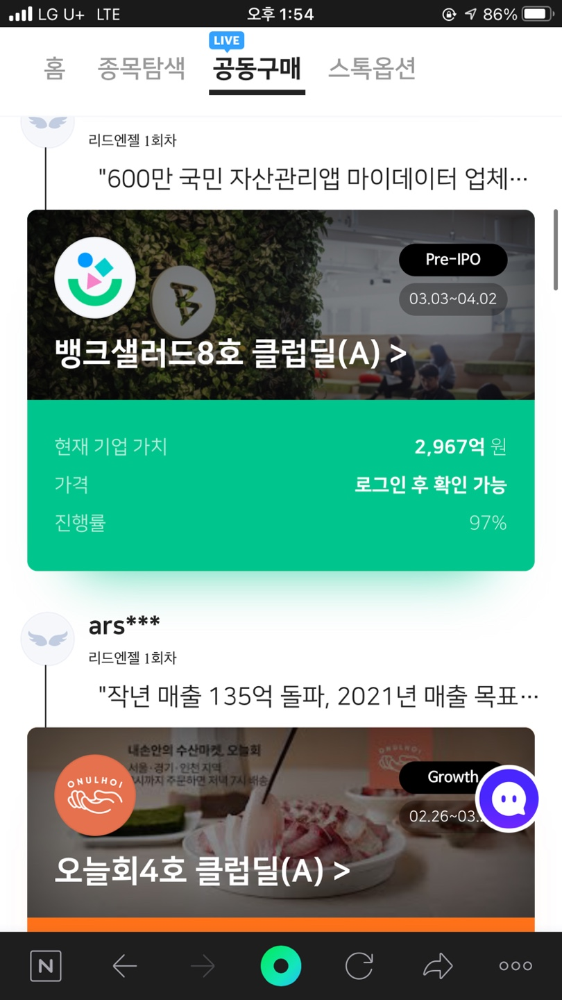 LG U+ LTE 오후 1:54 86%
LIVE
홈 종목탐색 공동구매 스톡옵션
리드엔젤 1회차
"600만 국민 자산관리앱 마이데이터 업체…
Pre-IPO
03.03~04.02
뱅크샐러드8호 클럽딜(A) >
현재 기업 가치 2,967억 원
가격 로그인 후 확인 가능
진행률 97%
ars***
리드엔젤 1회차
"작년 매출 135억 돌파, 2021년 매출 목표…
내손안의 수산마켓, 오늘회
서울·경기·인천 지역
시까지 주문하면 저녁 7시 배송
ONULHOI
ONULHOI
Growth
02.26~03.
오늘회4호 클럽딜(A) >
N